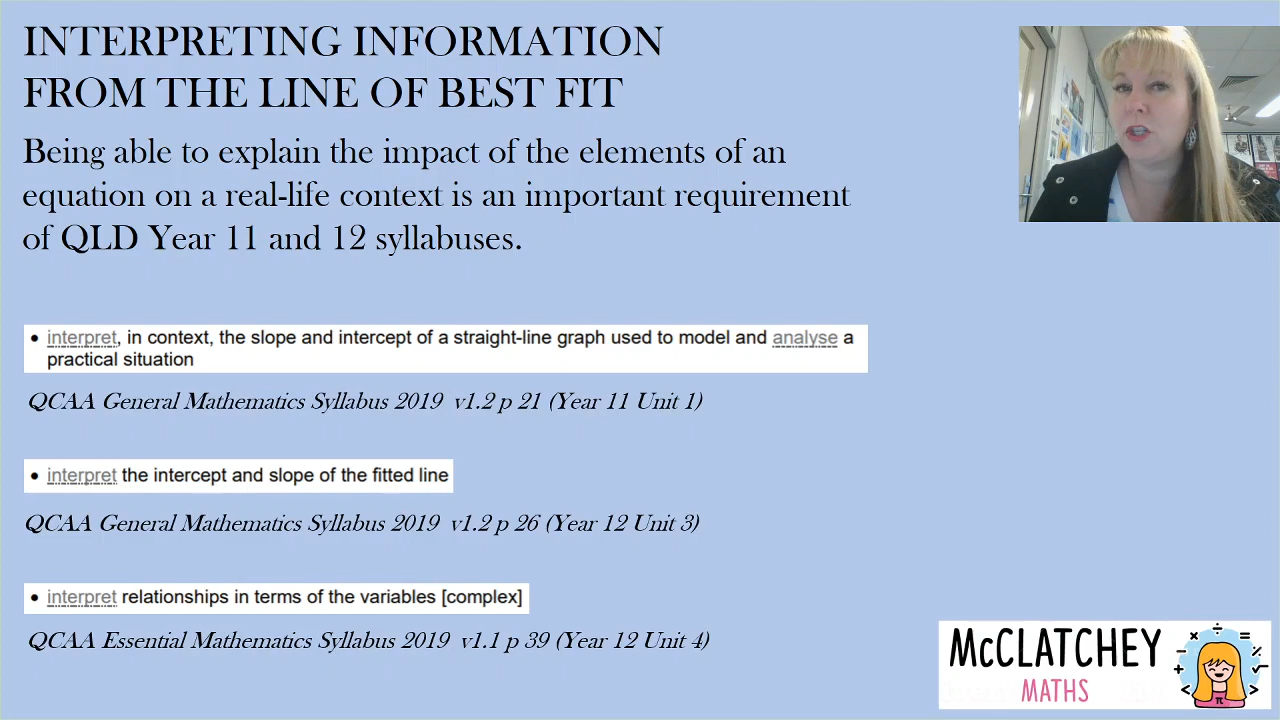 INTERPRETING INFORMATION
FROM THE LINE OF BEST FIT
Being able to explain the impact of the elements of an
equation on a real-life context is an important requirement
of QLD Year 11 and 12 syllabuses.
• interpret, in context, the slope and intercept of a straight-line graph used to model and analyse a
practical situation
QCAA General Mathematics Syllabus 2019 v1.2 p 21 (Year 11 Unit 1)
• interpret the intercept and slope of the fitted line
QCAA General Mathematics Syllabus 2019 v1.2 p 26 (Year 12 Unit 3)
• interpret relationships in terms of the variables [complex]
QCAA Essential Mathematics Syllabus 2019 v1.1 p 39 (Year 12 Unit 4)
McCLATCHEY
MATHS